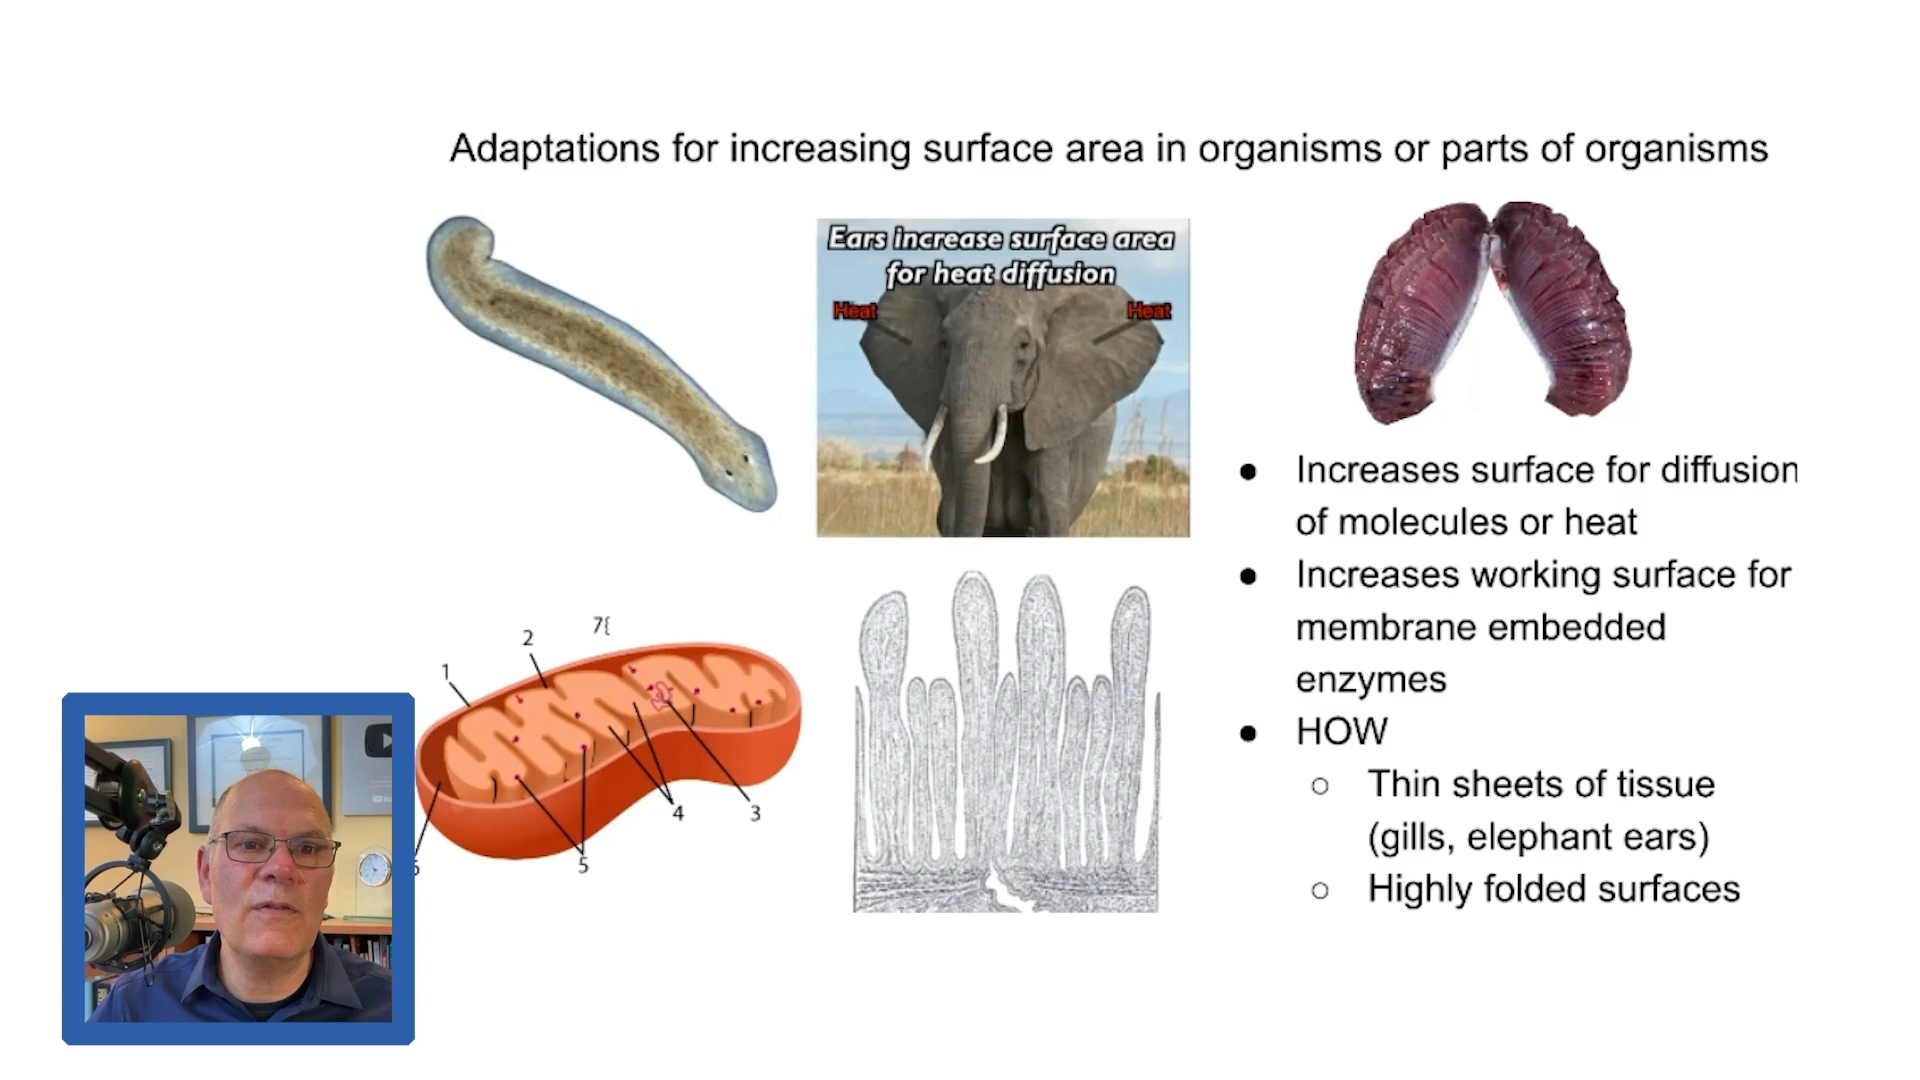 Adaptations for increasing surface area in organisms or parts of organisms
Ears increase surface area
for heat diffusion
Heat
Heat
● Increases surface for diffusion
of molecules or heat
● Increases working surface for
membrane embedded
enzymes
● HOW
○ Thin sheets of tissue
(gills, elephant ears)
○ Highly folded surfaces
1
2
7{
4
3
5